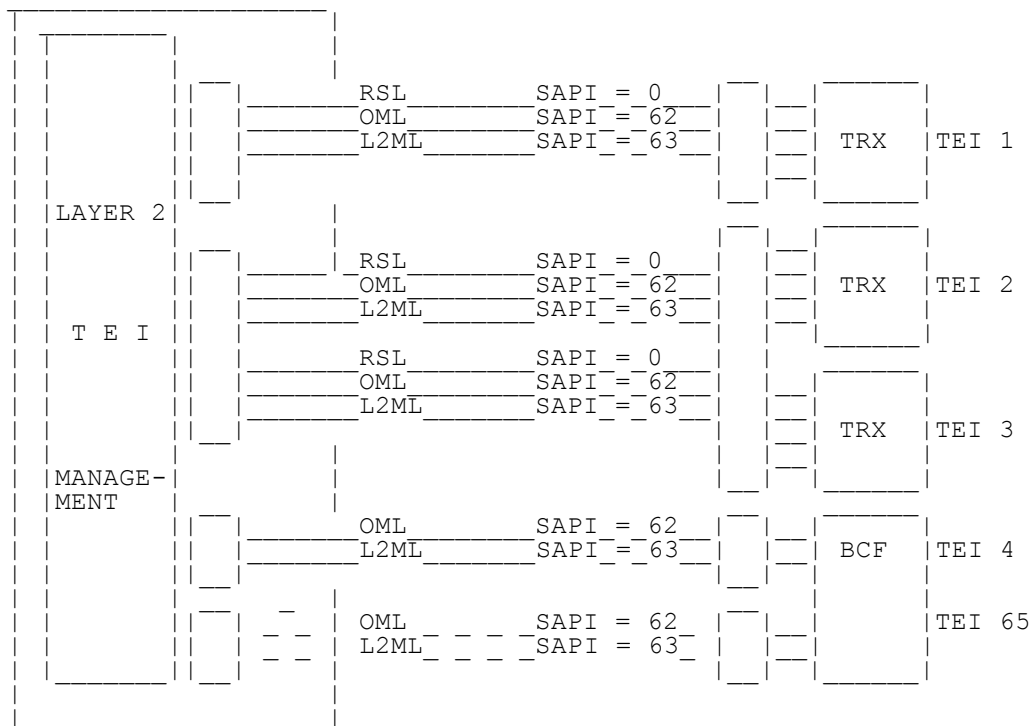 RSL SAPI = 0
OML SAPI = 62
L2ML SAPI = 63 TRX TEI 1
LAYER 2
RSL SAPI = 0
OML SAPI = 62 TRX TEI 2
L2ML SAPI = 63
T E I
RSL SAPI = 0
OML SAPI = 62
L2ML SAPI = 63
TRX TEI 3
MANAGE-
MENT
OML SAPI = 62
L2ML SAPI = 63 BCF TEI 4
OML SAPI = 62 TEI 65
L2ML SAPI = 63